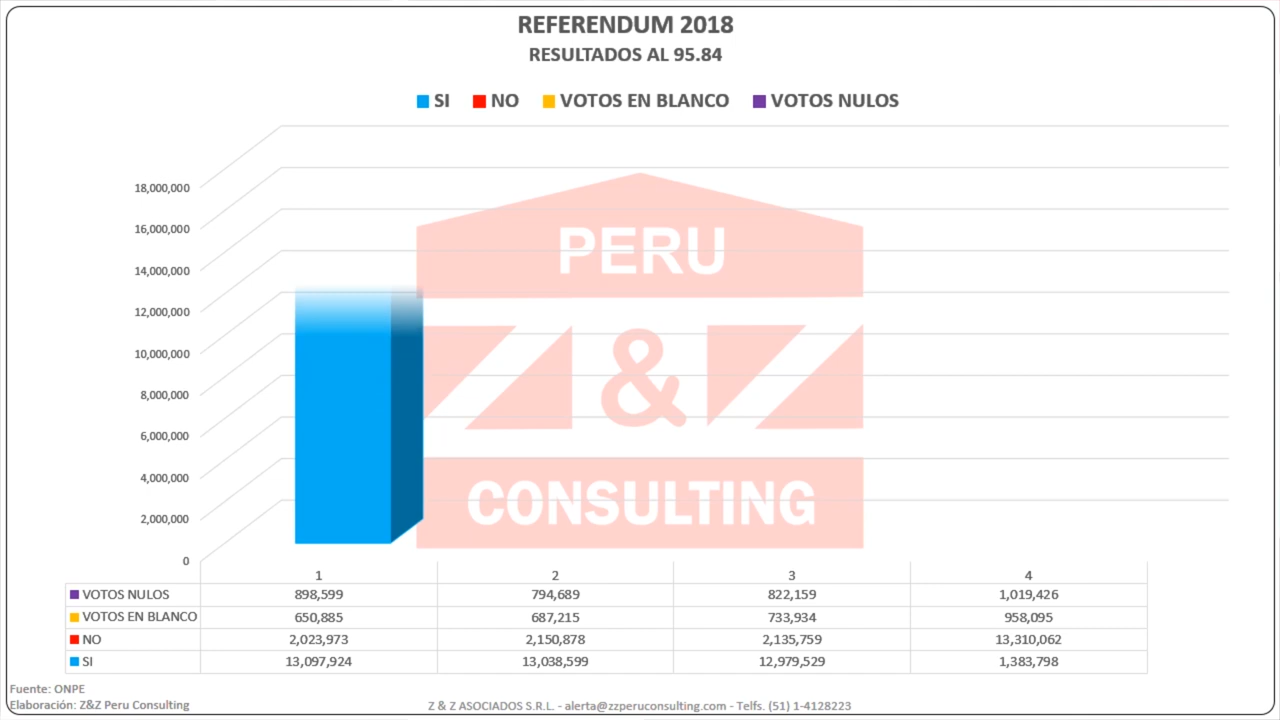 REFERENDUM 2018
RESULTADOS AL 95.84
SI NO VOTOS EN BLANCO VOTOS NULOS
18,000,000
16,000,000
14,000,000
12,000,000
10,000,000
8,000,000
6,000,000
4,000,000
2,000,000
0
PERU
Z&Z
CONSULTING
1 2 3 4
VOTOS NULOS 898,599 794,689 822,159 1,019,426
VOTOS EN BLANCO 650,885 687,215 733,934 958,095
NO 2,023,973 2,150,878 2,135,759 13,310,062
SI 13,097,924 13,038,599 12,979,529 1,383,798
Fuente: ONPE
Elaboración: Z&Z Peru Consulting
Z & Z ASOCIADOS S.R.L. - alerta@zzperuconsulting.com - Telfs. (51) 1-4128223